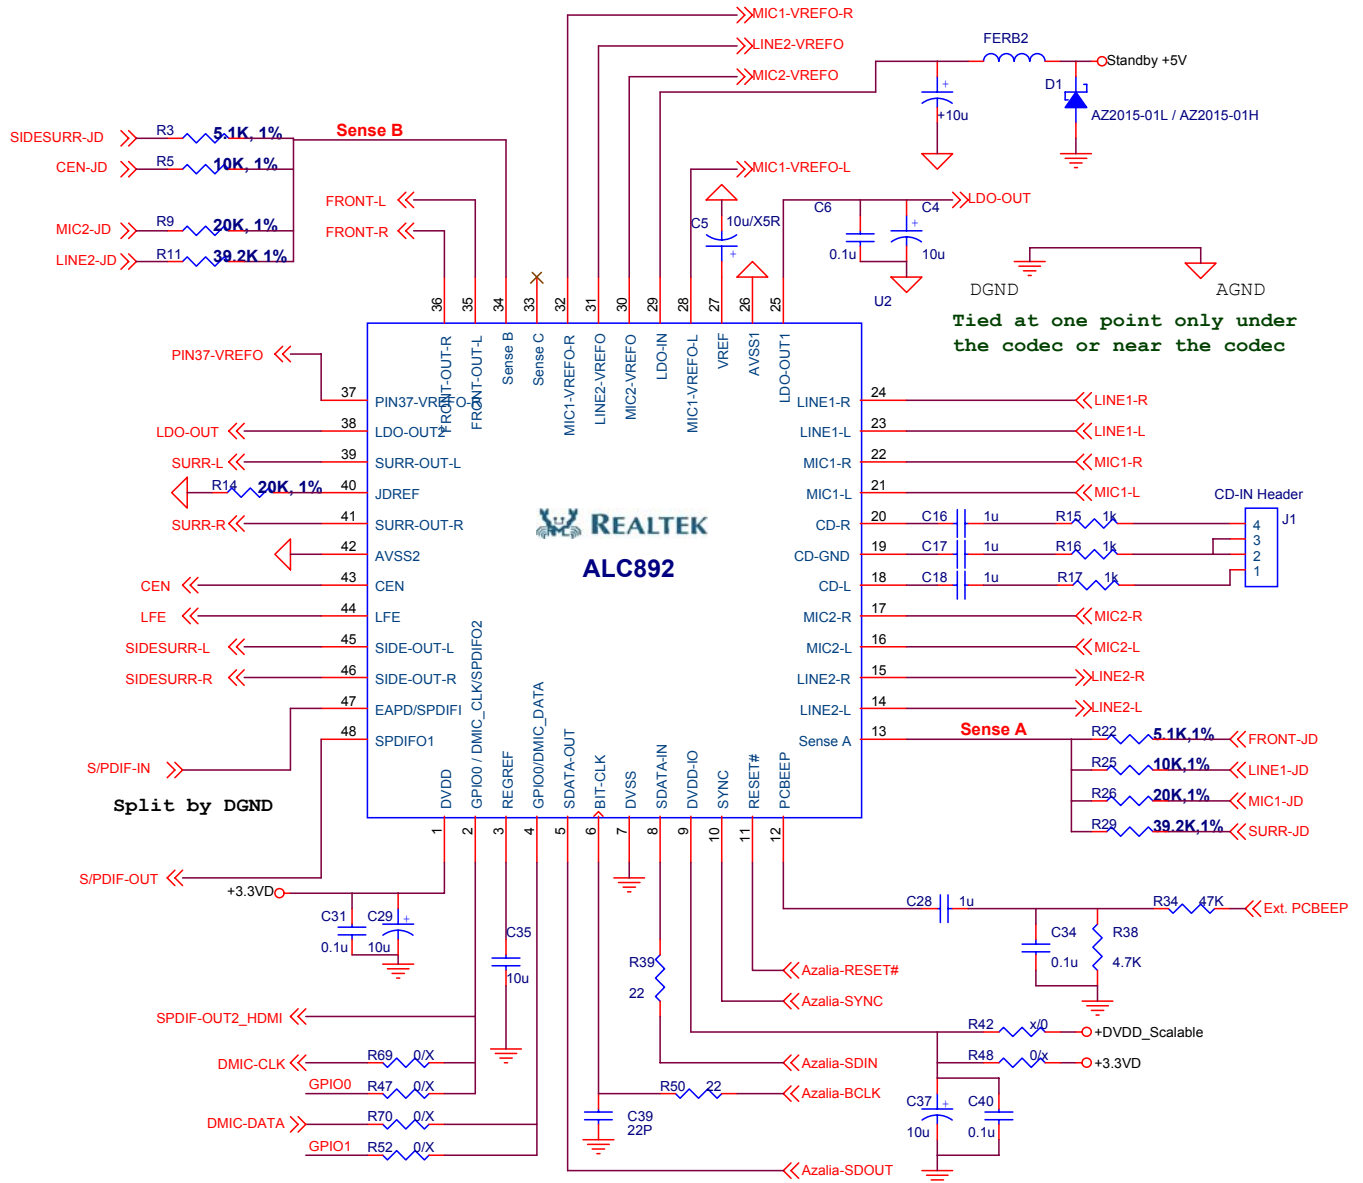 MIC1-VREFO-R
LINE2-VREFO
MIC2-VREFO
FERB2
Standby +5V
+
+10u
D1
AZ2015-01L / AZ2015-01H
SIDESURR-JD R3 5.1K, 1%
Sense B
CEN-JD R5 10K, 1%
MIC2-JD R9 20K, 1%
LINE2-JD R11 39.2K 1%
FRONT-L
FRONT-R
MIC1-VREFO-L
C5 10u/X5R
+
C6 0.1u
C4 + 10u
LDO-OUT
U2
DGND AGND
Tied at one point only under
the codec or near the codec
36 35 34 33 32 31 30 29 28 27 26 25
FRONT-OUT-R
FRONT-OUT-L
Sense B
Sense C
MIC1-VREFO-R
LINE2-VREFO
MIC2-VREFO
LDO-IN
MIC1-VREFO-L
VREF
AVSS1
LDO-OUT1
PIN37-VREFO
37 PIN37-VREFO-R
LDO-OUT 38 LDO-OUT2
SURR-L 39 SURR-OUT-L
R14 20K, 1% 40 JDREF
SURR-R 41 SURR-OUT-R
42 AVSS2
CEN 43 CEN
LFE 44 LFE
SIDESURR-L 45 SIDE-OUT-L
SIDESURR-R 46 SIDE-OUT-R
47 EAPD/SPDIFI
48 SPDIFO1
S/PDIF-IN
Split by DGND
S/PDIF-OUT
REALTEK
ALC892
LINE1-R 24 LINE1-R
LINE1-L 23 LINE1-L
MIC1-R 22 MIC1-R
MIC1-L 21 MIC1-L
CD-R 20 C16 1u R15 1k
CD-GND 19 C17 1u R16 1k
CD-L 18 C18 1u R17 1k
CD-IN Header
J1
4
3
2
1
MIC2-R 17 MIC2-R
MIC2-L 16 MIC2-L
LINE2-R 15 LINE2-R
LINE2-L 14 LINE2-L
Sense A 13 Sense A
R22 5.1K,1% FRONT-JD
R25 10K,1% LINE1-JD
R26 20K,1% MIC1-JD
R29 39.2K,1% SURR-JD
DVDD
GPIO0 / DMIC_CLK/SPDIFO2
REGREF
GPIO0/DMIC_DATA
SDATA-OUT
BIT-CLK
DVSS
SDATA-IN
DVDD-IO
SYNC
RESET#
PCBEEP
1 2 3 4 5 6 7 8 9 10 11 12
+3.3VD
C31 0.1u
C29 + 10u
C35 10u
C28 1u
R34 47K Ext. PCBEEP
C34 0.1u
R38 4.7K
R39 22
Azalia-RESET#
Azalia-SYNC
SPDIF-OUT2_HDMI
DMIC-CLK R69 0/X
GPIO0 R47 0/X
DMIC-DATA R70 0/X
GPIO1 R52 0/X
R42 x/0 +DVDD_Scalable
R48 0/x +3.3VD
Azalia-SDIN
R50 22 Azalia-BCLK
C39 22P
C37 + 10u
C40 0.1u
Azalia-SDOUT